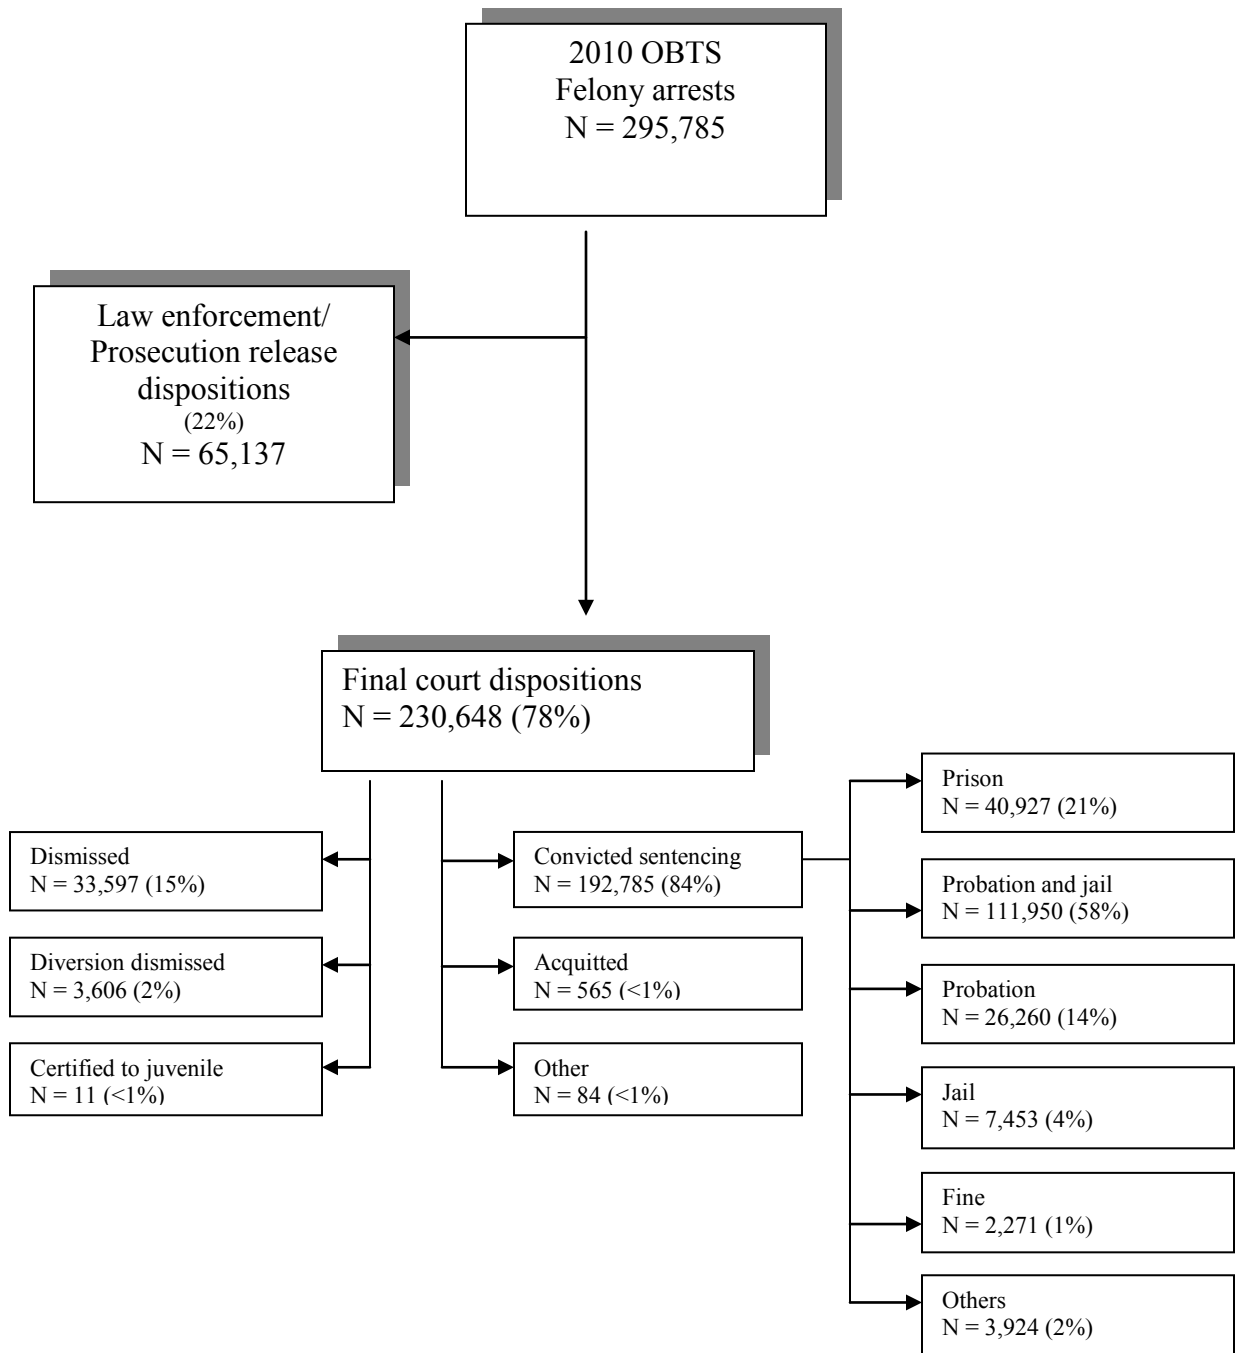 2010 OBTS
Felony arrests
N = 295,785
Law enforcement/
Prosecution release
dispositions
(22%)
N = 65,137
Final court dispositions
N = 230,648 (78%)
Dismissed
N = 33,597 (15%)
Diversion dismissed
N = 3,606 (2%)
Certified to juvenile
N = 11 (<1%)
Convicted sentencing
N = 192,785 (84%)
Acquitted
N = 565 (<1%)
Other
N = 84 (<1%)
Prison
N = 40,927 (21%)
Probation and jail
N = 111,950 (58%)
Probation
N = 26,260 (14%)
Jail
N = 7,453 (4%)
Fine
N = 2,271 (1%)
Others
N = 3,924 (2%)